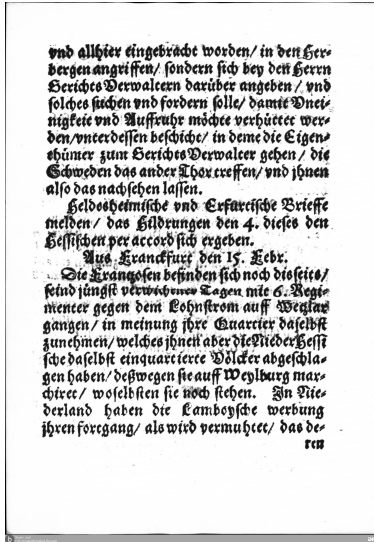 vnd allhier eingebracht worden/ in den Her-
bergen angriffen/ sondern sich bey den Herrn
Gerichts Verwaltern darüber angeben/ vnd
solches suchen vnd fordern solle/ damit Vnei-
nigkeit vnd Auffruhr möchte verhüttet wer-
den/ vnterdessen beschicht/ in deme die Eigen-
thümer zum Gerichts Verwalter gehen/ die
Schweden das ander Thor treffen/ vnd jhnen
also das nachsehen lassen.
Heldesheimische vnd Erfurtische Brieffe
melden/ das Hildrungen den 4. dieses den
Hessischen per accord sich ergeben.
Aus Franckfurt den 15. Febr.
Die Frantzosen befinden sich noch disseits/
seind jüngst verwichener Tagen mit 6. Regi-
menter gegen dem Lohnstrom auff Wetzlar
gangen/ in meinung jhre Quartier daselbst
zunehmen/ welches jhnen aber die NiederHessi
sche daselbst einquartierte Völcker abgeschla-
gen haben/ deßwegen sie auff Weylburg mar-
chiret/ woselbsten sie noch stehen. In Nie-
derland haben die Lamboysche werbung
jhren fortgang/ als wird vermuhtet/ das de-
ren